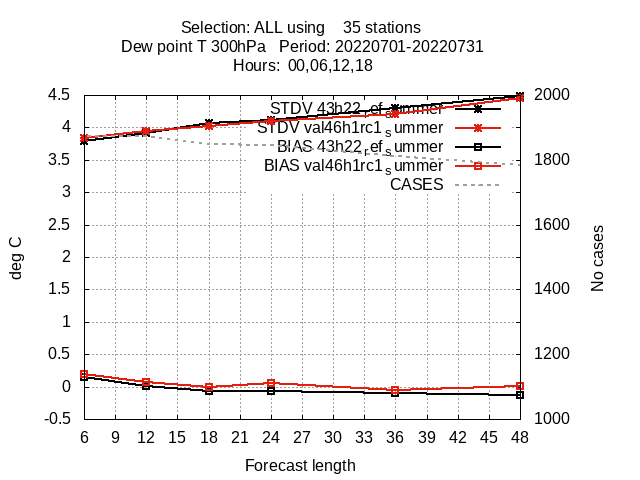 Selection: ALL using 35 stations
Dew point T 300hPa Period: 20220701-20220731
Hours: 00,06,12,18
STDV 43h22_ref_summer
STDV val46h1rc1_summer
BIAS 43h22_ref_summer
BIAS val46h1rc1_summer
CASES
4.5
4
3.5
3
2.5
2
1.5
1
0.5
0
-0.5
deg C
2000
1800
1600
1400
1200
1000
No cases
6 9 12 15 18 21 24 27 30 33 36 39 42 45 48
Forecast length